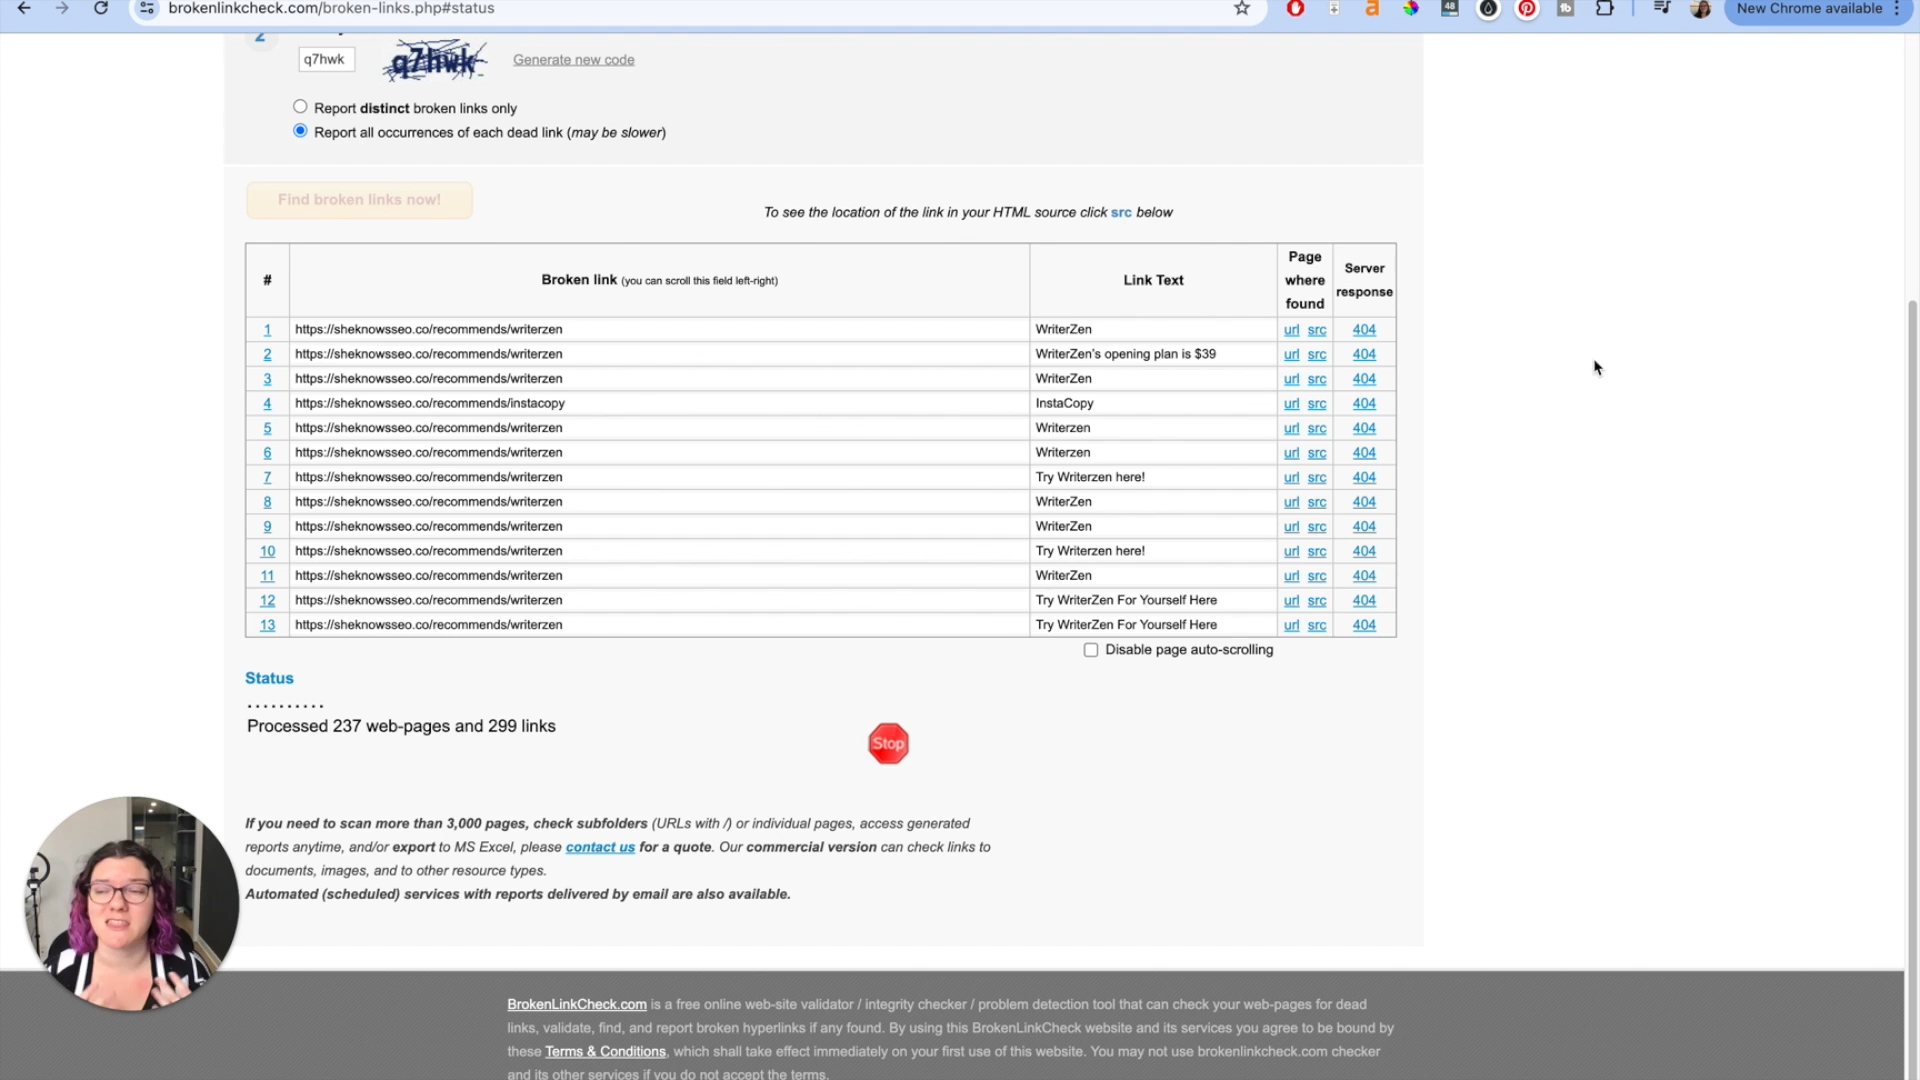 brokenlinkcheck.com/broken-links.php#status
48
New Chrome available
2
q7hwk
q7hwk
Generate new code
Report distinct broken links only
Report all occurrences of each dead link (may be slower)
Find broken links now!
To see the location of the link in your HTML source click src below
# Broken link (you can scroll this field left-right) Link Text Page where found Server response
1 https://sheknowsseo.co/recommends/writerzen WriterZen url src 404
2 https://sheknowsseo.co/recommends/writerzen WriterZen's opening plan is $39 url src 404
3 https://sheknowsseo.co/recommends/writerzen WriterZen url src 404
4 https://sheknowsseo.co/recommends/instacopy InstaCopy url src 404
5 https://sheknowsseo.co/recommends/writerzen Writerzen url src 404
6 https://sheknowsseo.co/recommends/writerzen Writerzen url src 404
7 https://sheknowsseo.co/recommends/writerzen Try Writerzen here! url src 404
8 https://sheknowsseo.co/recommends/writerzen WriterZen url src 404
9 https://sheknowsseo.co/recommends/writerzen WriterZen url src 404
10 https://sheknowsseo.co/recommends/writerzen Try Writerzen here! url src 404
11 https://sheknowsseo.co/recommends/writerzen WriterZen url src 404
12 https://sheknowsseo.co/recommends/writerzen Try WriterZen For Yourself Here url src 404
13 https://sheknowsseo.co/recommends/writerzen Try WriterZen For Yourself Here url src 404
Disable page auto-scrolling
Status
..........
Processed 237 web-pages and 299 links
Stop
If you need to scan more than 3,000 pages, check subfolders (URLs with /) or individual pages, access generated
reports anytime, and/or export to MS Excel, please contact us for a quote. Our commercial version can check links to
documents, images, and to other resource types.
Automated (scheduled) services with reports delivered by email are also available.
BrokenLinkCheck.com is a free online web-site validator / integrity checker / problem detection tool that can check your web-pages for dead
links, validate, find, and report broken hyperlinks if any found. By using this BrokenLinkCheck website and its services you agree to be bound by
these Terms & Conditions, which shall take effect immediately on your first use of this website. You may not use brokenlinkcheck.com checker
and its other services if you do not accept the terms.